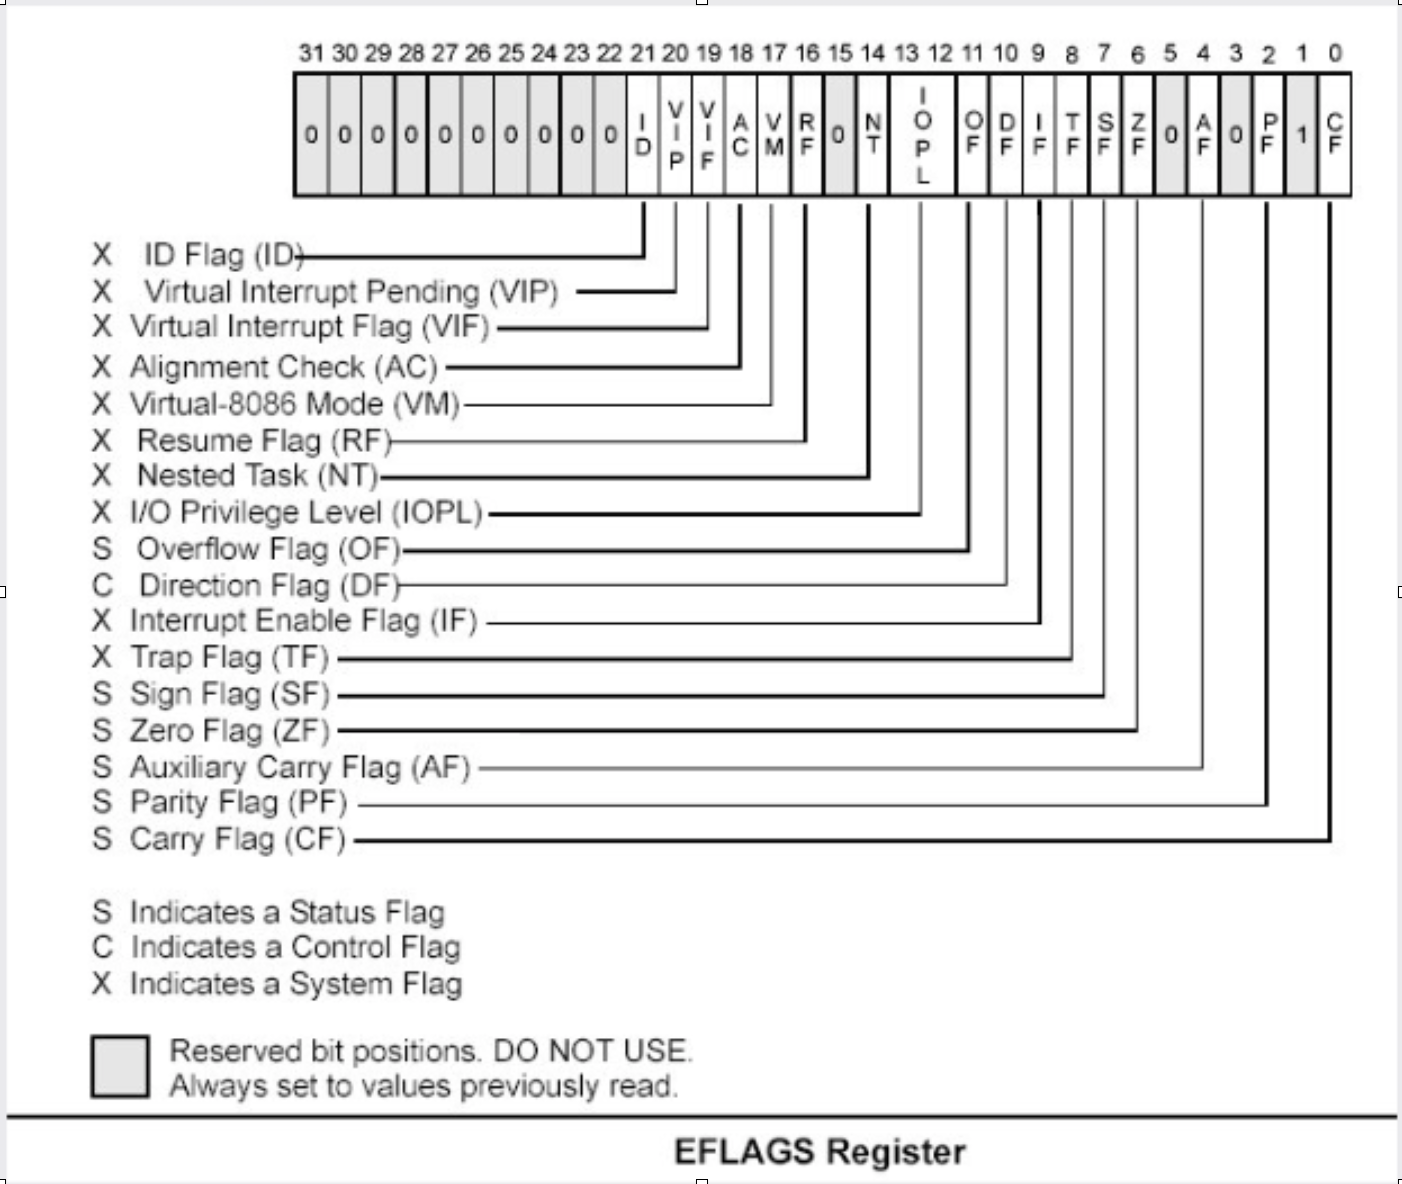 31 30 29 28 27 26 25 24 23 22 21 20 19 18 17 16 15 14 13 12 11 10 9 8 7 6 5 4 3 2 1 0
0 0 0 0 0 0 0 0 0 0 ID VIP VIF AC VM RF 0 NT IOPL OF DF IF TF SF ZF 0 AF 0 PF 1 CF
X ID Flag (ID)
X Virtual Interrupt Pending (VIP)
X Virtual Interrupt Flag (VIF)
X Alignment Check (AC)
X Virtual-8086 Mode (VM)
X Resume Flag (RF)
X Nested Task (NT)
X I/O Privilege Level (IOPL)
S Overflow Flag (OF)
C Direction Flag (DF)
X Interrupt Enable Flag (IF)
X Trap Flag (TF)
S Sign Flag (SF)
S Zero Flag (ZF)
S Auxiliary Carry Flag (AF)
S Parity Flag (PF)
S Carry Flag (CF)
S Indicates a Status Flag
C Indicates a Control Flag
X Indicates a System Flag
Reserved bit positions. DO NOT USE.
Always set to values previously read.
EFLAGS Register